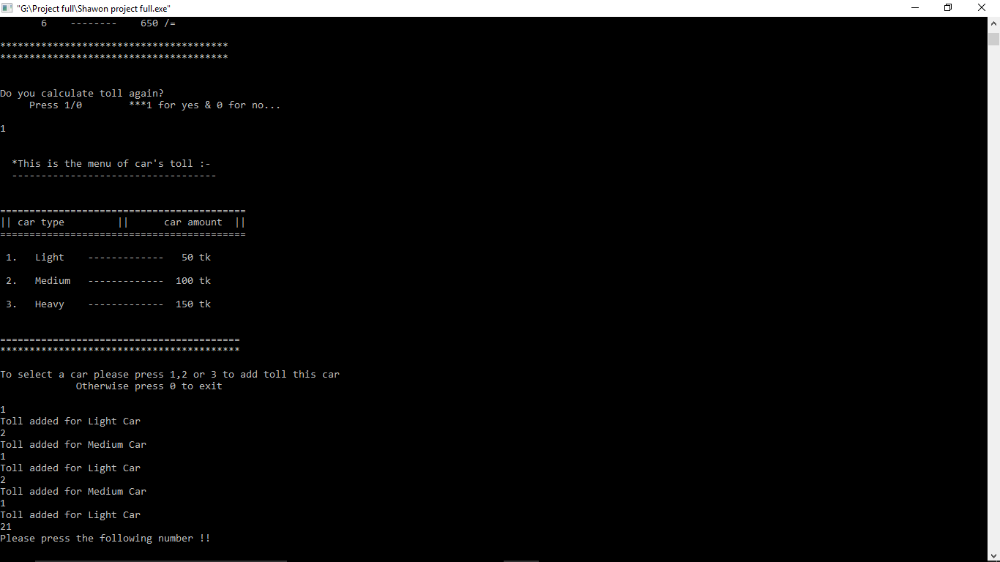 "G:\Project full\Shawon project full.exe"
6    --------    650 /=
***************************************
***************************************
Do you calculate toll again?
Press 1/0        ***1 for yes & 0 for no...
1
*This is the menu of car's toll :-
-----------------------------------
==========================================
|| car type         ||      car amount  ||
==========================================
1.   Light    -------------   50 tk
2.   Medium   -------------  100 tk
3.   Heavy    -------------  150 tk
=========================================
*****************************************
To select a car please press 1,2 or 3 to add toll this car
Otherwise press 0 to exit
1
Toll added for Light Car
2
Toll added for Medium Car
1
Toll added for Light Car
2
Toll added for Medium Car
1
Toll added for Light Car
21
Please press the following number !!